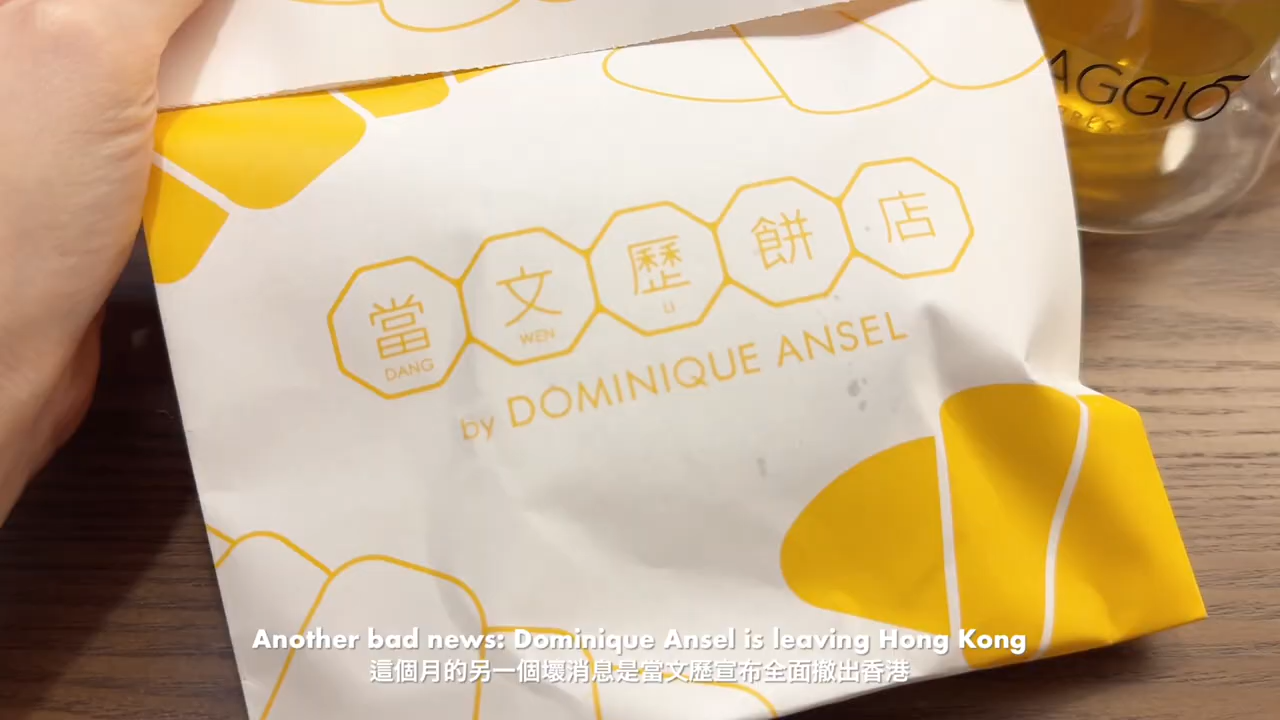 當文歷餅店
DANG WEN LI
by DOMINIQUE ANSEL
AGGIO
Another bad news: Dominique Ansel is leaving Hong Kong
這個月的另一個壞消息是當文歷宣布全面撤出香港